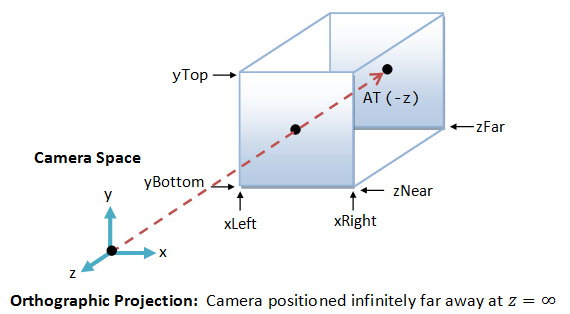 yTop
AT (-z)
zFar
Camera Space
yBottom
zNear
y
xLeft
xRight
x
z
Orthographic Projection: Camera positioned infinitely far away at z = ∞